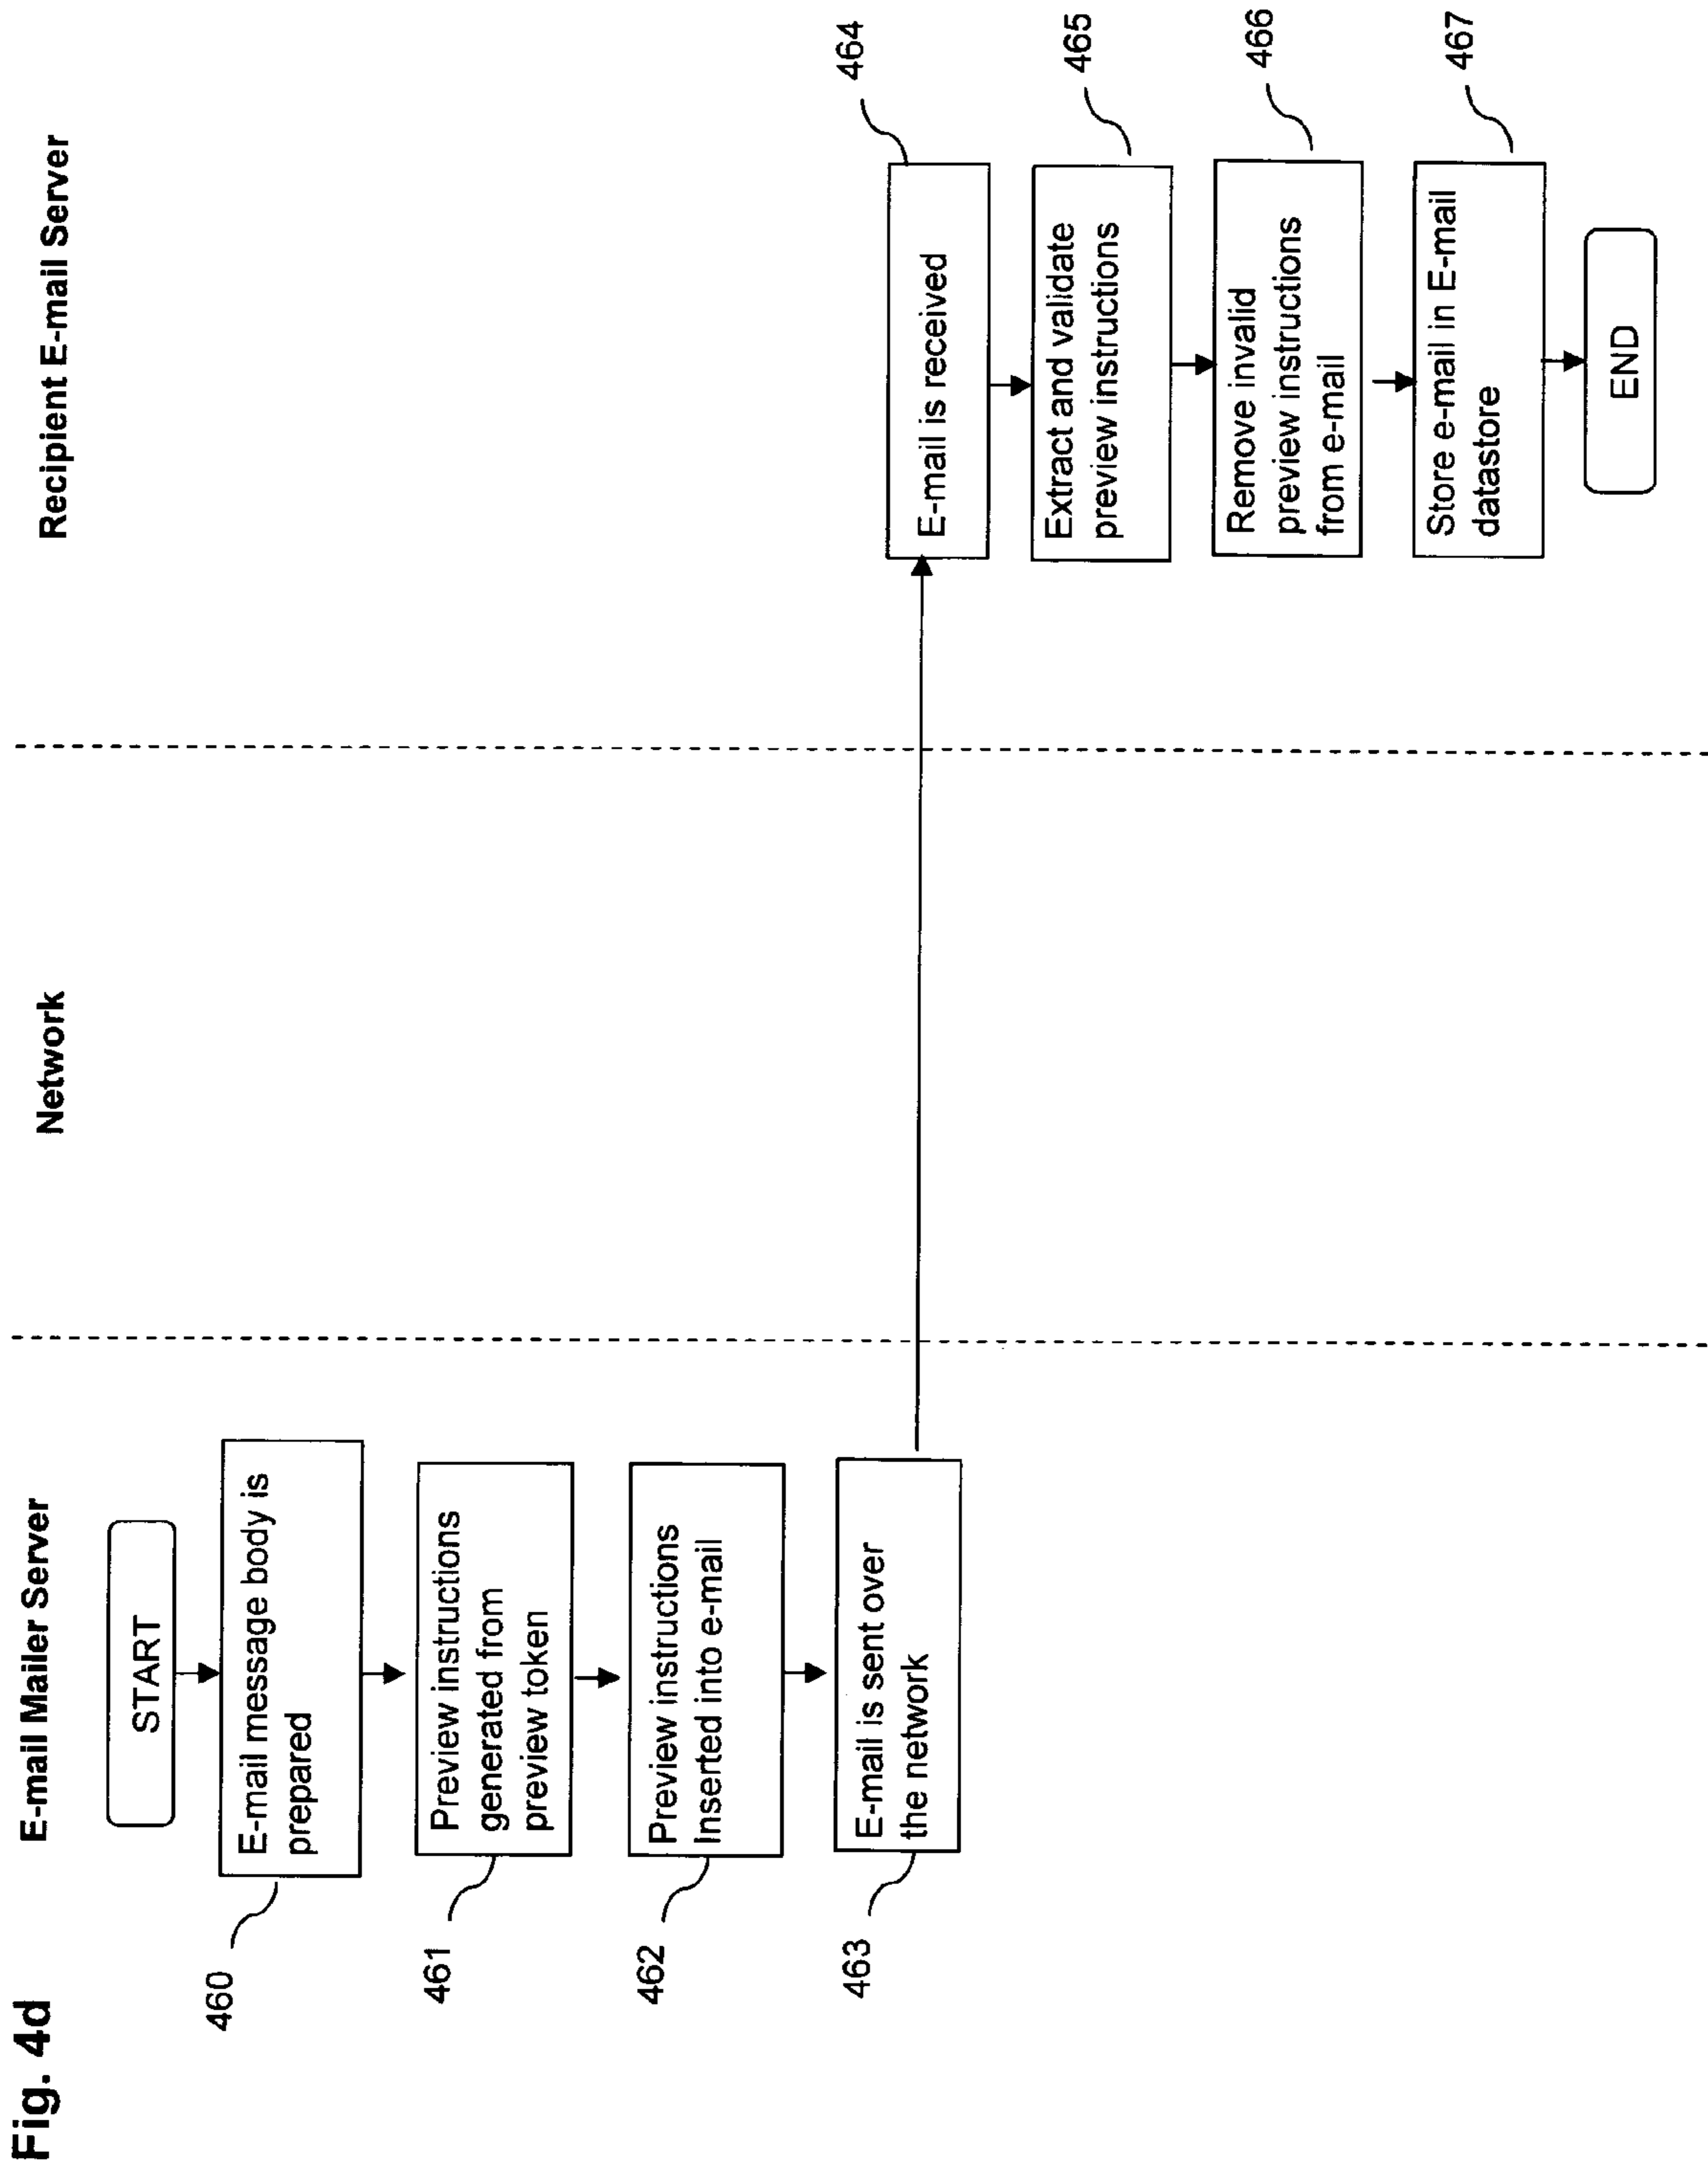 Fig. 4d
E-mail Mailer Server
Network
Recipient E-mail Server
START
460
E-mail message body is
prepared
461
Preview instructions
generated from
preview token
462
Preview instructions
Inserted into e-mail
463
E-mail is sent over
the network
464
E-mail is received
465
Extract and validate
preview instructions
466
Remove invalid
preview instructions
from e-mail
467
Store e-mail in E-mail
datastore
END